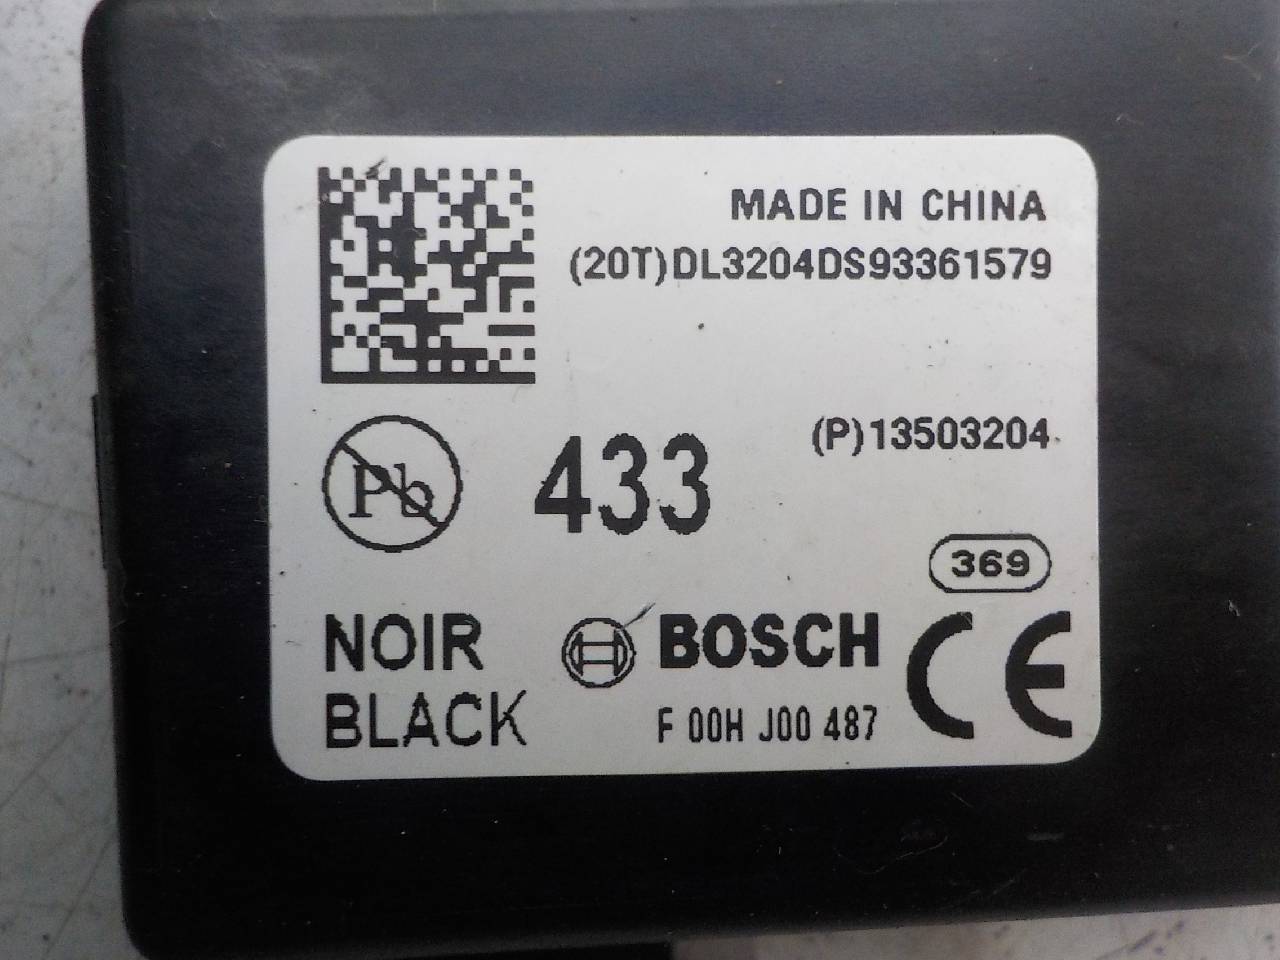 MADE IN CHINA
(20T)DL3204DS93361579
(P)13503204
Pb
433
369
NOIR
BLACK
BOSCH
F 00H J00 487
CE